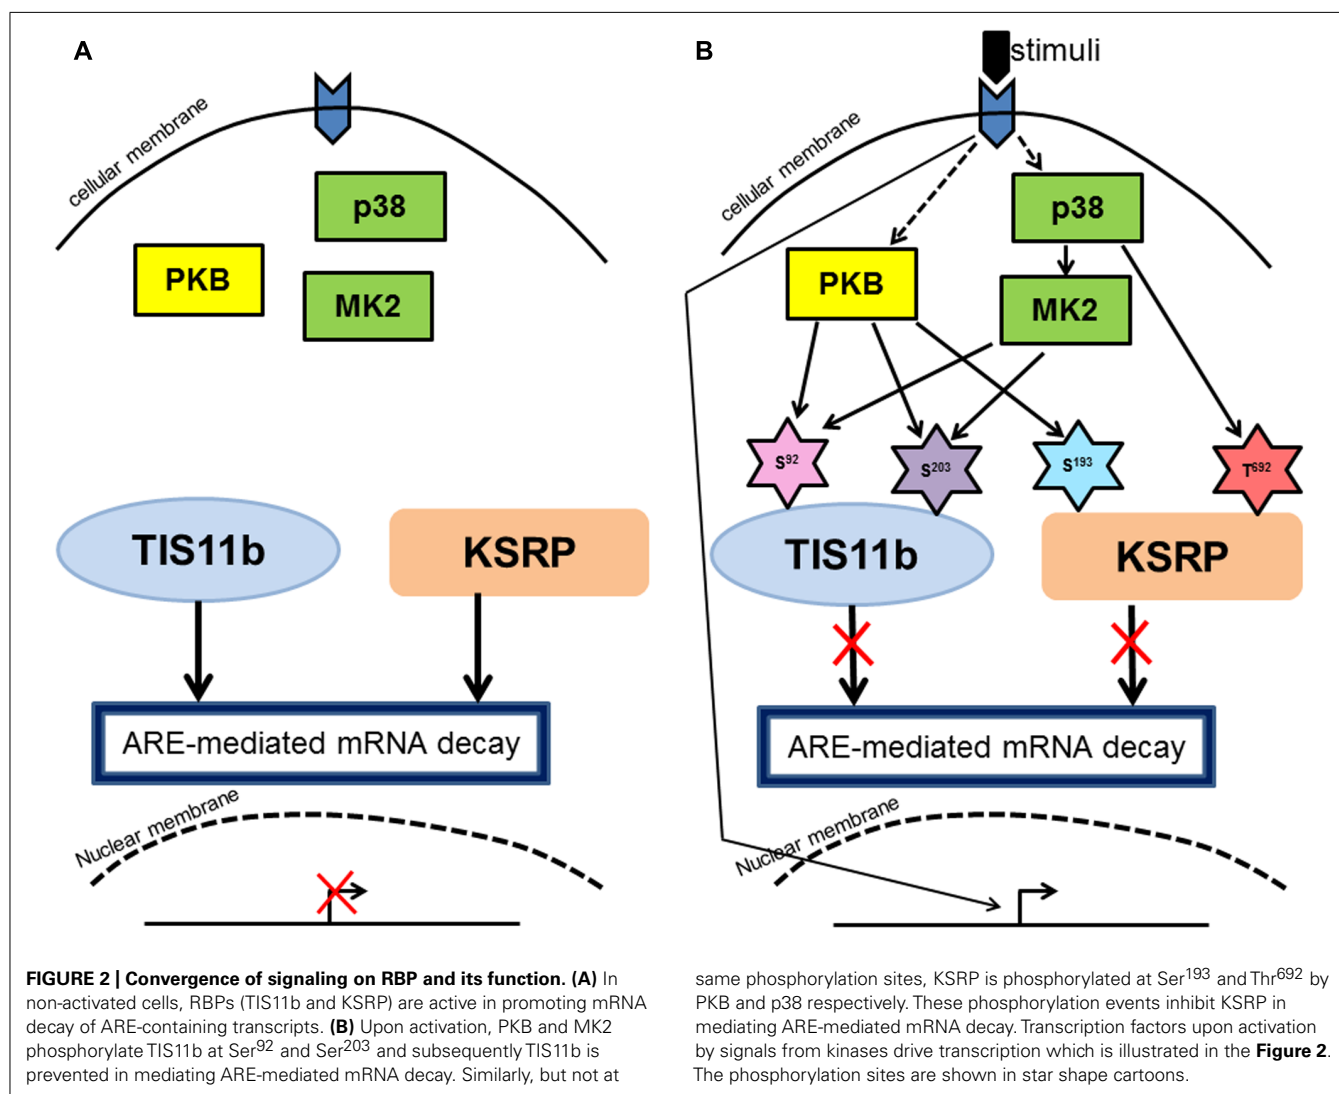 A
cellular membrane
p38
PKB
MK2
TIS11b
KSRP
ARE-mediated mRNA decay
Nuclear membrane
B
stimuli
cellular membrane
p38
PKB
MK2
S92
S203
S193
T692
TIS11b
KSRP
ARE-mediated mRNA decay
Nuclear membrane
FIGURE 2 | Convergence of signaling on RBP and its function. (A) In
non-activated cells, RBPs (TIS11b and KSRP) are active in promoting mRNA
decay of ARE-containing transcripts. (B) Upon activation, PKB and MK2
phosphorylate TIS11b at Ser92 and Ser203 and subsequently TIS11b is
prevented in mediating ARE-mediated mRNA decay. Similarly, but not at
same phosphorylation sites, KSRP is phosphorylated at Ser193 and Thr692 by
PKB and p38 respectively. These phosphorylation events inhibit KSRP in
mediating ARE-mediated mRNA decay. Transcription factors upon activation
by signals from kinases drive transcription which is illustrated in the Figure 2.
The phosphorylation sites are shown in star shape cartoons.